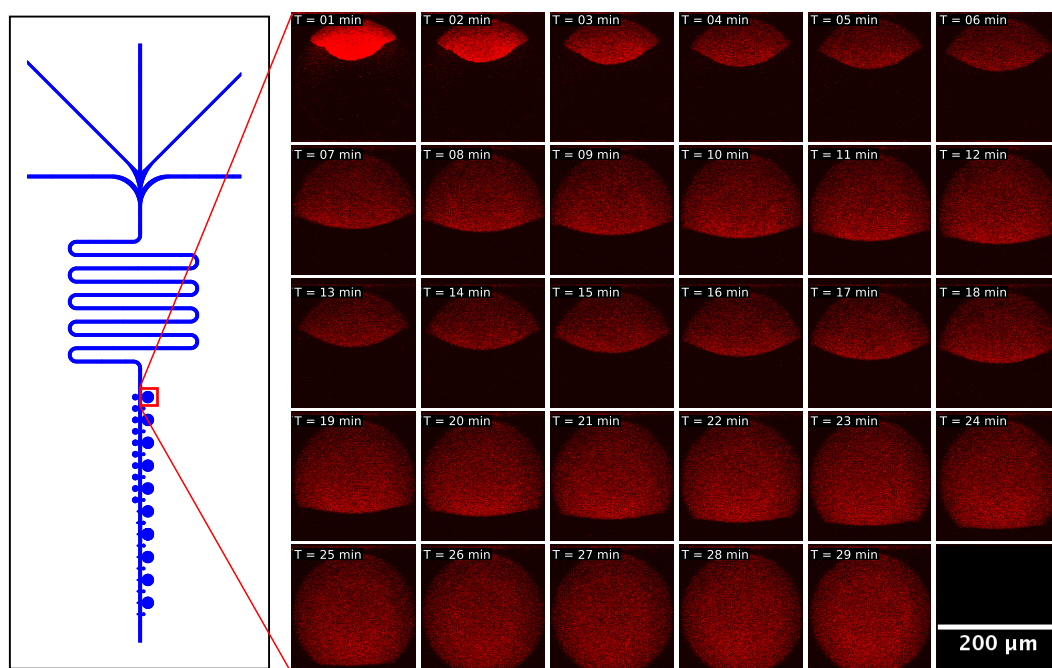 T = 01 min T = 02 min T = 03 min T = 04 min T = 05 min T = 06 min
T = 07 min T = 08 min T = 09 min T = 10 min T = 11 min T = 12 min
T = 13 min T = 14 min T = 15 min T = 16 min T = 17 min T = 18 min
T = 19 min T = 20 min T = 21 min T = 22 min T = 23 min T = 24 min
T = 25 min T = 26 min T = 27 min T = 28 min T = 29 min
200 µm